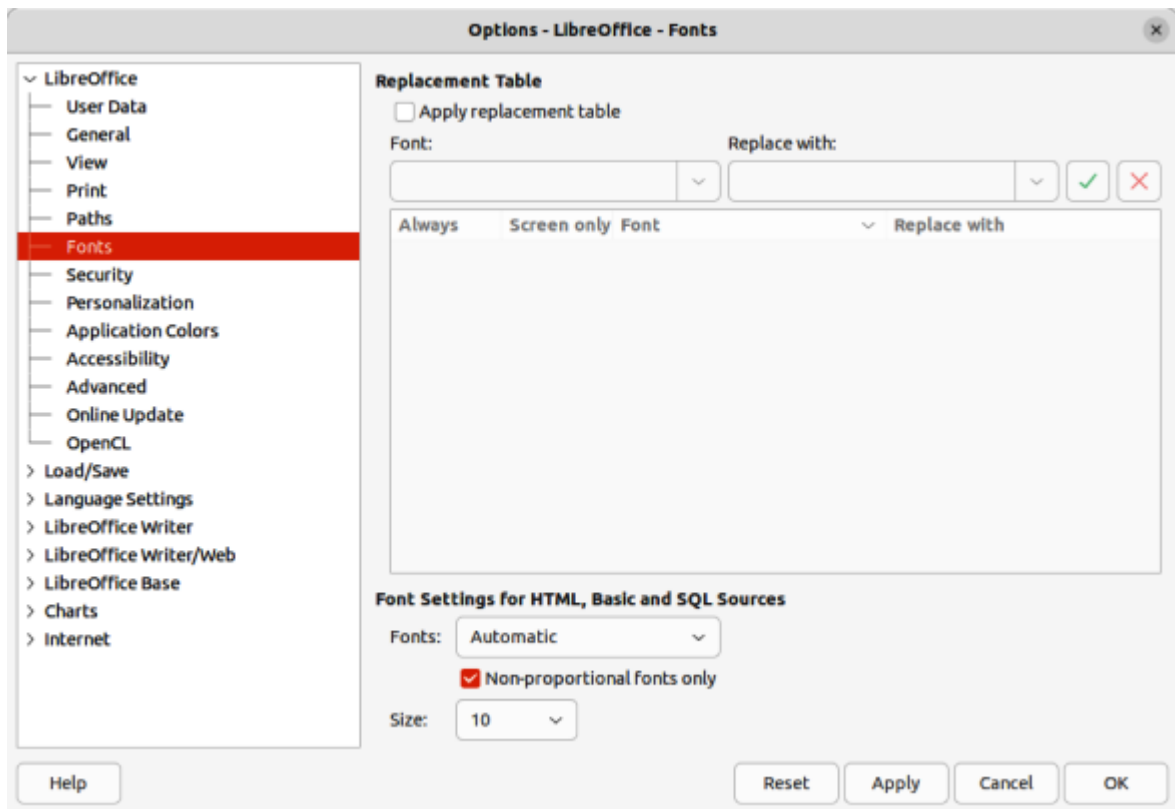 Options - LibreOffice - Fonts
LibreOffice
User Data
General
View
Print
Paths
Fonts
Security
Personalization
Application Colors
Accessibility
Advanced
Online Update
OpenCL
Load/Save
Language Settings
LibreOffice Writer
LibreOffice Writer/Web
LibreOffice Base
Charts
Internet
Replacement Table
Apply replacement table
Font: Replace with:
Always Screen only Font Replace with
Font Settings for HTML, Basic and SQL Sources
Fonts: Automatic
Non-proportional fonts only
Size: 10
Help Reset Apply Cancel OK